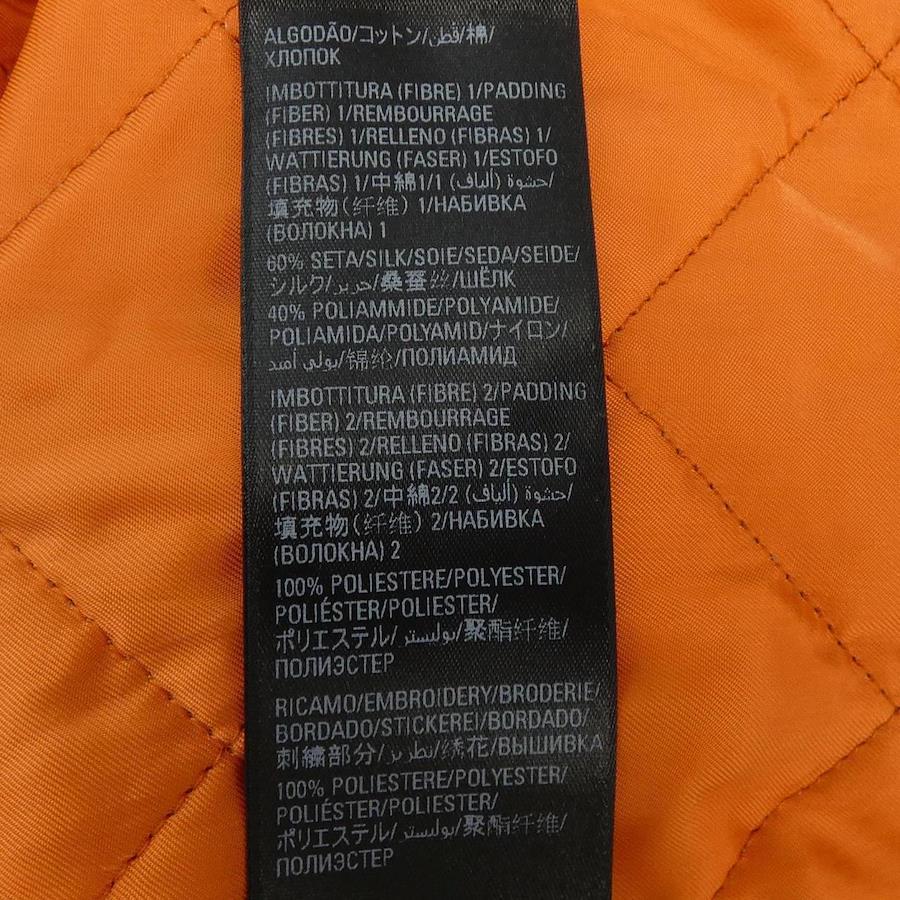 ALGODÃO/コットン/قطن/棉/
ХЛОПОК
IMBOTTITURA (FIBRE) 1/PADDING
(FIBER) 1/REMBOURRAGE
(FIBRES) 1/RELLENO (FIBRAS) 1/
WATTIERUNG (FASER) 1/ESTOFO
(FIBRAS) 1/中綿1/1 (ألياف) حشوة/
填充物(纤维) 1/НАБИВКА
(ВОЛОКНА) 1
60% SETA/SILK/SOIE/SEDA/SEIDE/
シルク/حرير/桑蚕丝/ШЁЛК
40% POLIAMMIDE/POLYAMIDE/
POLIAMIDA/POLYAMID/ナイロン/
بولي أميد/锦纶/ПОЛИАМИД
IMBOTTITURA (FIBRE) 2/PADDING
(FIBER) 2/REMBOURRAGE
(FIBRES) 2/RELLENO (FIBRAS) 2/
WATTIERUNG (FASER) 2/ESTOFO
(FIBRAS) 2/中綿2/2 (ألياف) حشوة/
填充物(纤维) 2/НАБИВКА
(ВОЛОКНА) 2
100% POLIESTERE/POLYESTER/
POLIÉSTER/POLIESTER/
ポリエステル/بوليستر/聚酯纤维/
ПОЛИЭСТЕР
RICAMO/EMBROIDERY/BRODERIE/
BORDADO/STICKEREI/BORDADO/
刺繍部分/تطريز/绣花/ВЫШИВКА
100% POLIESTERE/POLYESTER/
POLIÉSTER/POLIESTER/
ポリエステル/بوليستر/聚酯纤维/
ПОЛИЭСТЕР